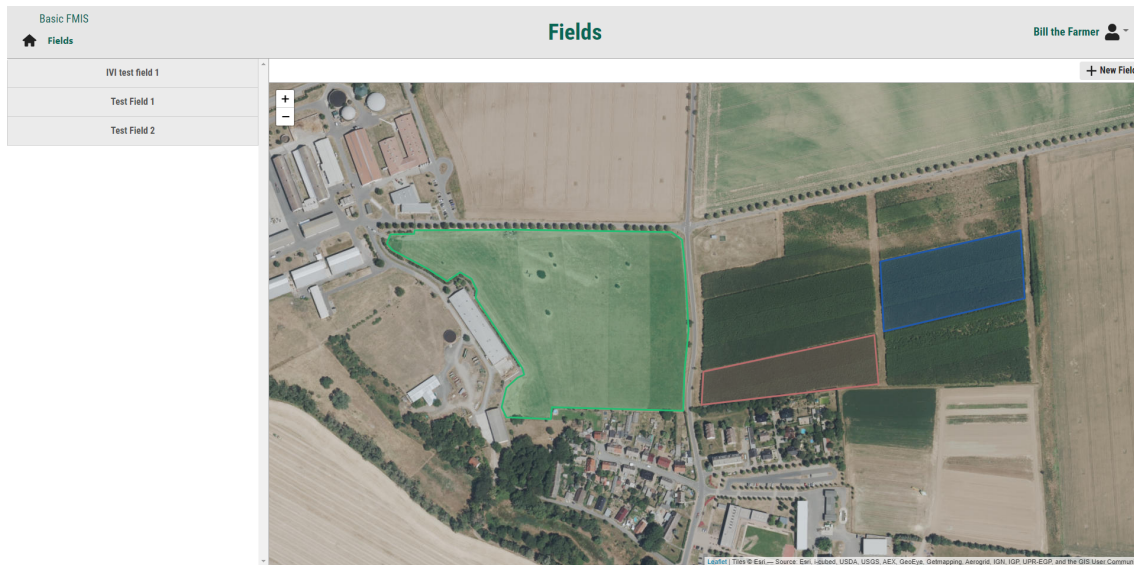 Basic FMIS
Fields
Fields
Bill the Farmer
IVI test field 1
Test Field 1
Test Field 2
+ New Field
+
−
Leaflet | Tiles © Esri — Source: Esri, i-cubed, USDA, USGS, AEX, GeoEye, Getmapping, Aerogrid, IGN, IGP, UPR-EGP, and the GIS User Commun